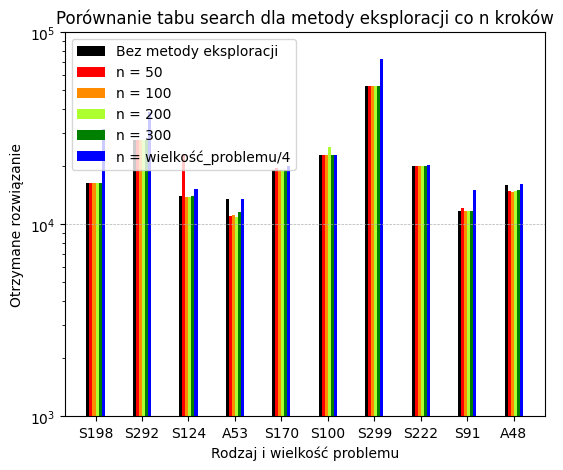 Porównanie tabu search dla metody eksploracji co n kroków
Otrzymane rozwiązanie
10^5
10^4
10^3
Bez metody eksploracji
n = 50
n = 100
n = 200
n = 300
n = wielkość_problemu/4
S198 S292 S124 A53 S170 S100 S299 S222 S91 A48
Rodzaj i wielkość problemu